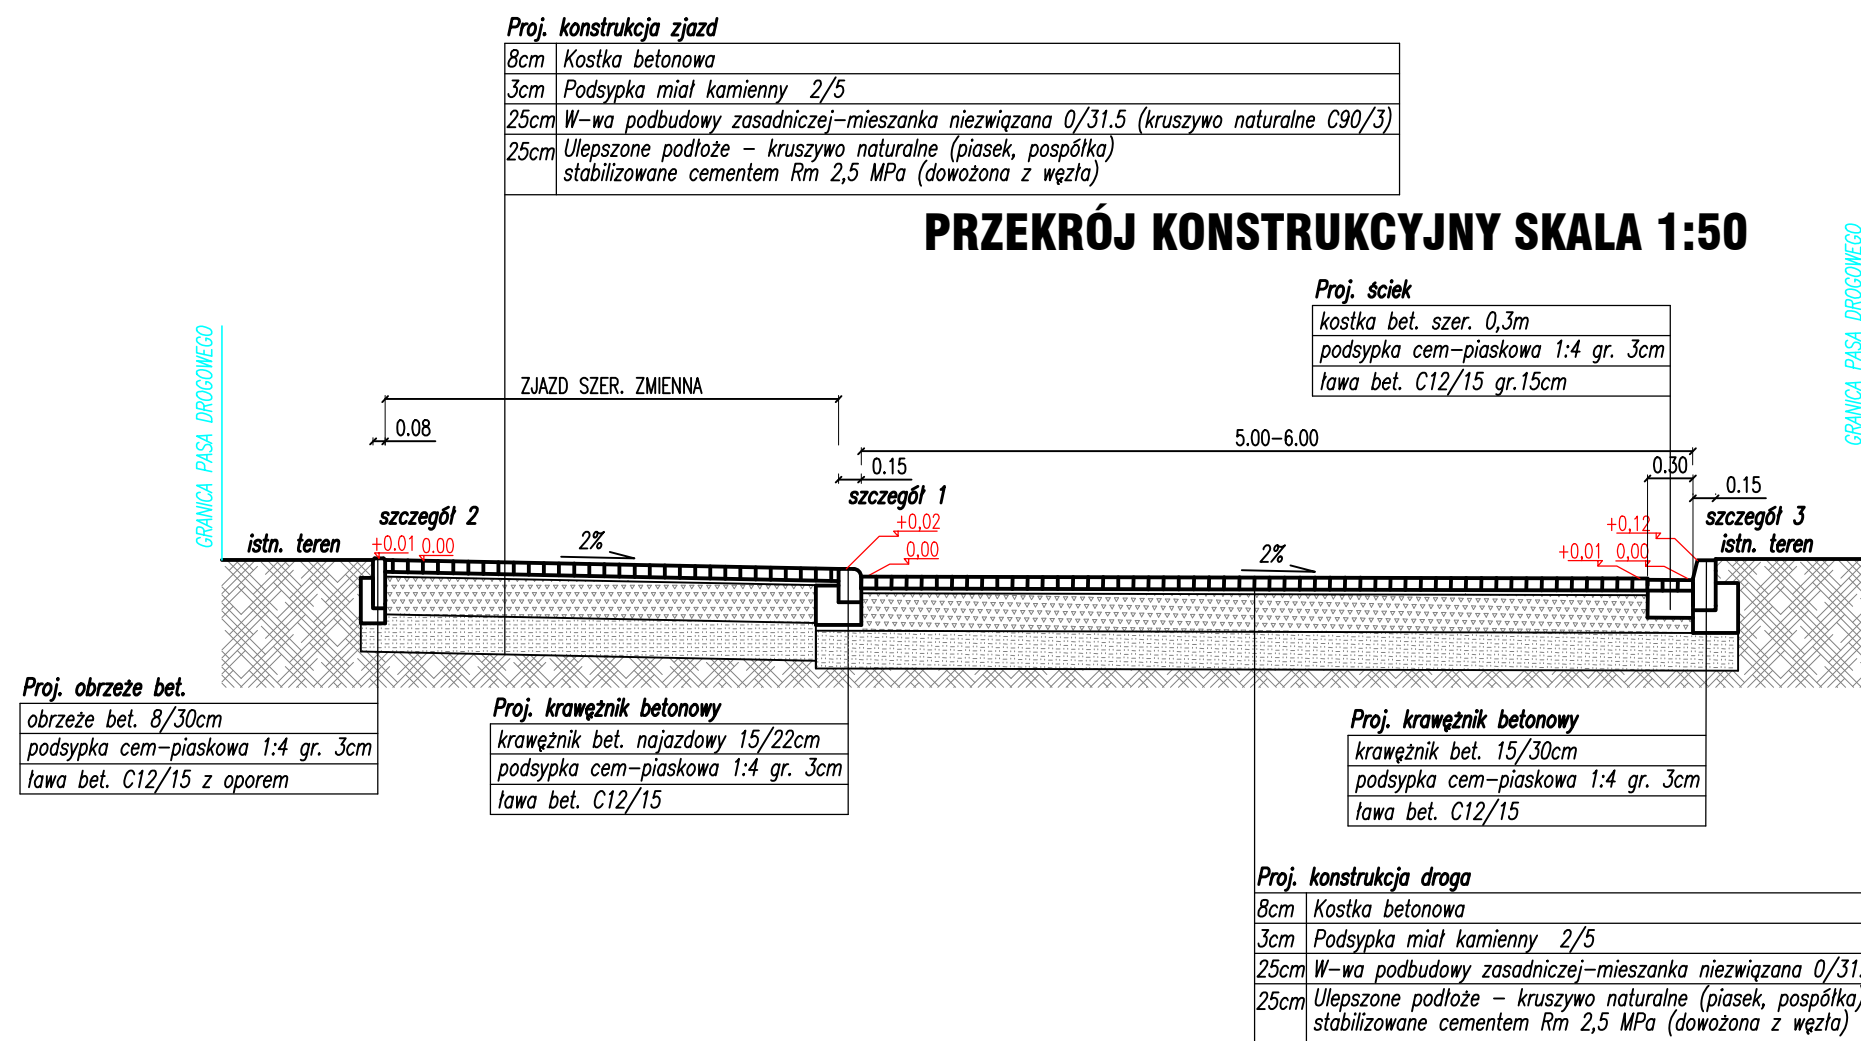 Proj. konstrukcja zjazd
8cm Kostka betonowa
3cm Podsypka miał kamienny 2/5
25cm W-wa podbudowy zasadniczej-mieszanka niezwiązana 0/31.5 (kruszywo naturalne C90/3)
25cm Ulepszone podłoże - kruszywo naturalne (piasek, pospółka)
stabilizowane cementem Rm 2,5 MPa (dowożona z węzła)
PRZEKRÓJ KONSTRUKCYJNY SKALA 1:50
GRANICA PASA DROGOWEGO
GRANICA PASA DROGOWEGO
Proj. ściek
kostka bet. szer. 0,3m
podsypka cem-piaskowa 1:4 gr. 3cm
ława bet. C12/15 gr.15cm
ZJAZD SZER. ZMIENNA
0.08
5.00-6.00
0.15
0.30
0.15
szczegół 1
szczegół 2
szczegół 3
istn. teren
+0.01 0.00
2%
+0,02
0,00
2%
+0,12
+0,01 0,00
istn. teren
Proj. obrzeże bet.
obrzeże bet. 8/30cm
podsypka cem-piaskowa 1:4 gr. 3cm
ława bet. C12/15 z oporem
Proj. krawężnik betonowy
krawężnik bet. najazdowy 15/22cm
podsypka cem-piaskowa 1:4 gr. 3cm
ława bet. C12/15
Proj. krawężnik betonowy
krawężnik bet. 15/30cm
podsypka cem-piaskowa 1:4 gr. 3cm
ława bet. C12/15
Proj. konstrukcja droga
8cm Kostka betonowa
3cm Podsypka miał kamienny 2/5
25cm W-wa podbudowy zasadniczej-mieszanka niezwiązana 0/31.
25cm Ulepszone podłoże - kruszywo naturalne (piasek, pospółka)
stabilizowane cementem Rm 2,5 MPa (dowożona z węzła)